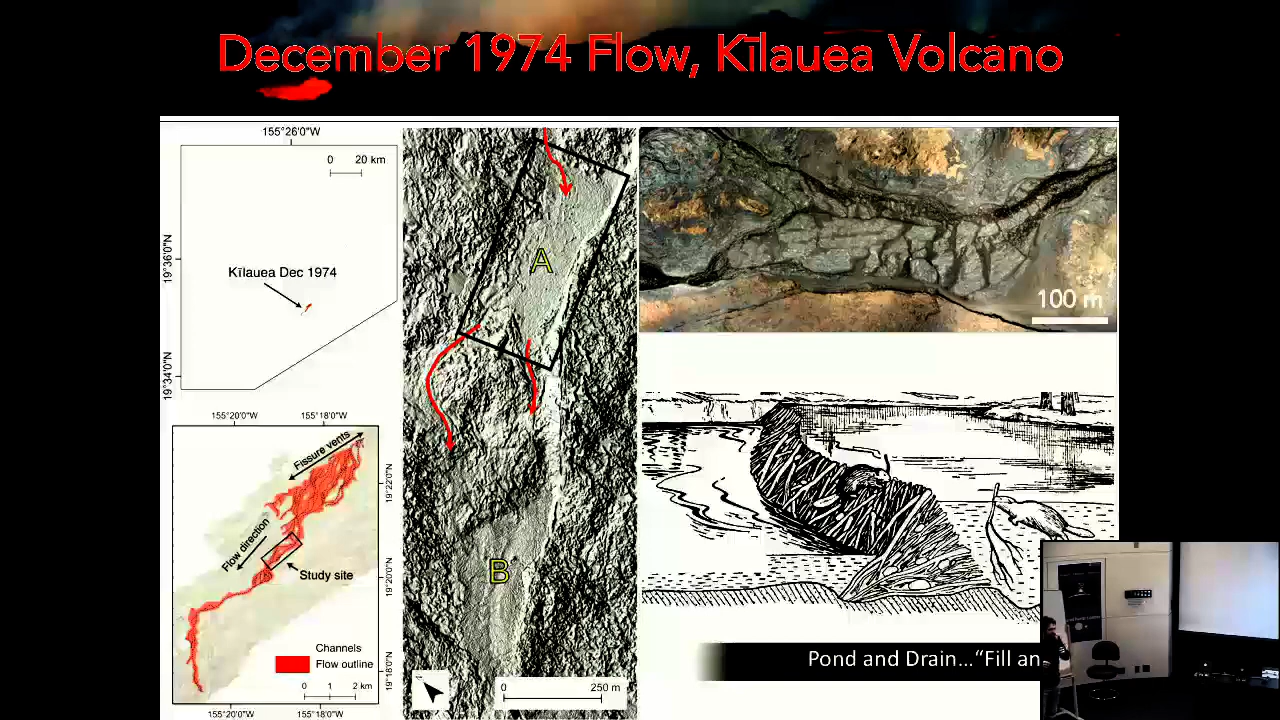 December 1974 Flow, Kīlauea Volcano
155°26'0"W
0 20 km
19°36'0"N
Kīlauea Dec 1974
19°34'0"N
155°20'0"W 155°18'0"W
Fissure vents
19°22'0"N
Flow direction
Study site
19°20'0"N
Channels
Flow outline
0 1 2 km
19°18'0"N
155°20'0"W 155°18'0"W
A
B
0 250 m
100 m
Pond and Drain…“Fill an